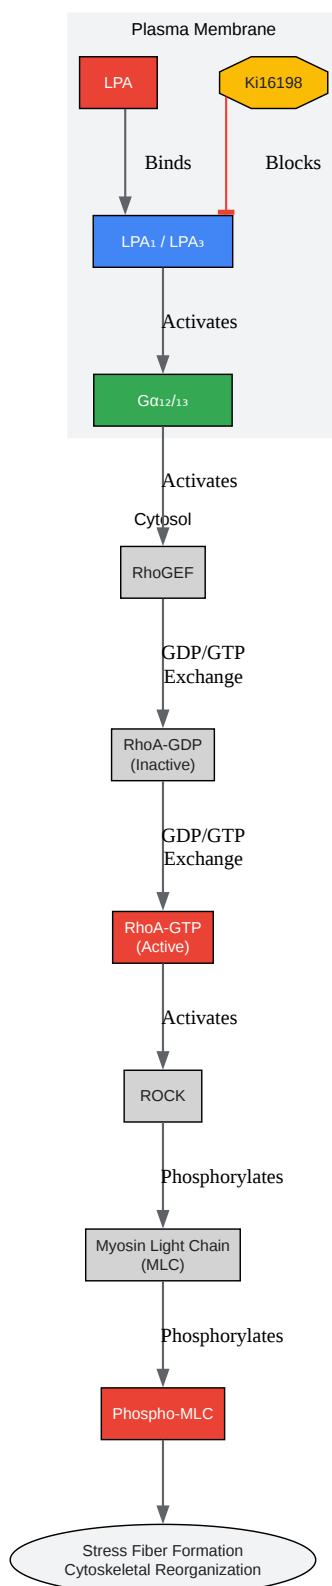 Plasma Membrane
LPA
Ki16198
Binds
Blocks
LPA₁ / LPA₃
Activates
Gα₁₂/₁₃
Activates
Cytosol
RhoGEF
GDP/GTP
Exchange
RhoA-GDP
(Inactive)
GDP/GTP
Exchange
RhoA-GTP
(Active)
Activates
ROCK
Phosphorylates
Myosin Light Chain
(MLC)
Phosphorylates
Phospho-MLC
Stress Fiber Formation
Cytoskeletal Reorganization